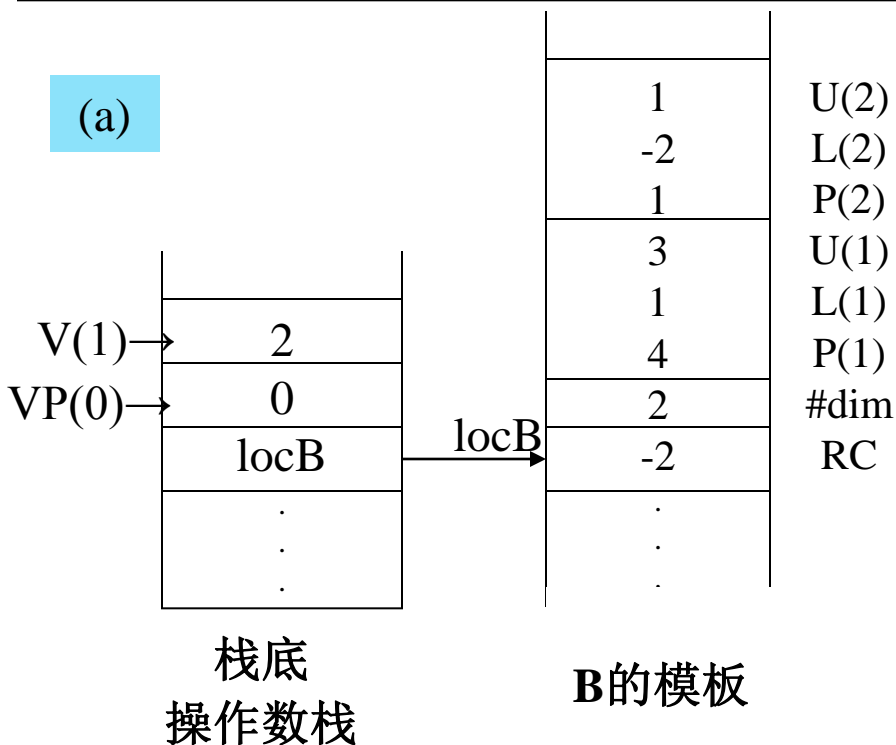 (a)
1 U(2)
-2 L(2)
1 P(2)
3 U(1)
1 L(1)
4 P(1)
2 #dim
-2 RC
V(1)→ 2
VP(0)→ 0
locB locB
.
.
.
.
.
.
栈底
操作数栈
B的模板